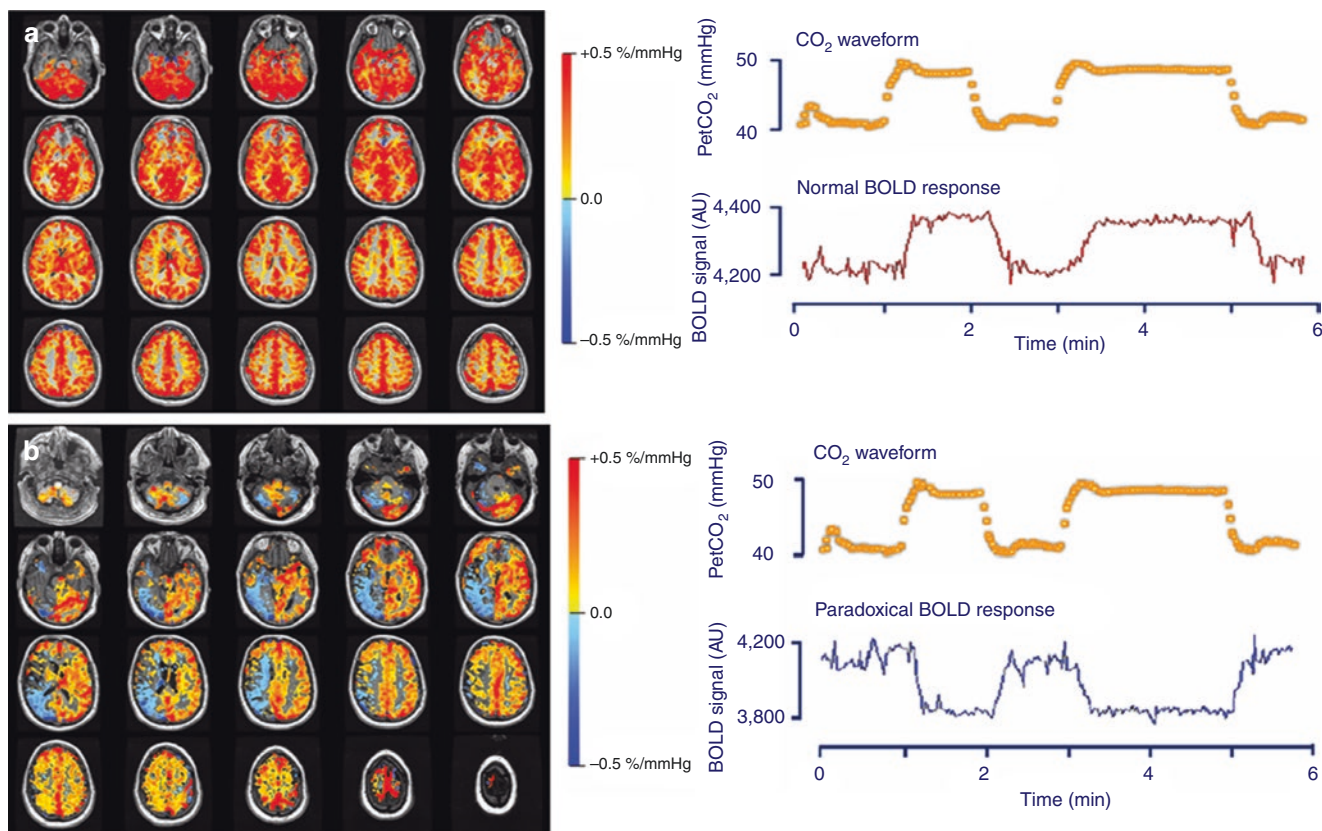 a
+0.5 %/mmHg
0.0
–0.5 %/mmHg
CO2 waveform
PetCO2 (mmHg)
50
40
Normal BOLD response
BOLD signal (AU)
4,400
4,200
0 2 4 6
Time (min)
b
+0.5 %/mmHg
0.0
–0.5 %/mmHg
CO2 waveform
PetCO2 (mmHg)
50
40
Paradoxical BOLD response
BOLD signal (AU)
4,200
3,800
0 2 4 6
Time (min)